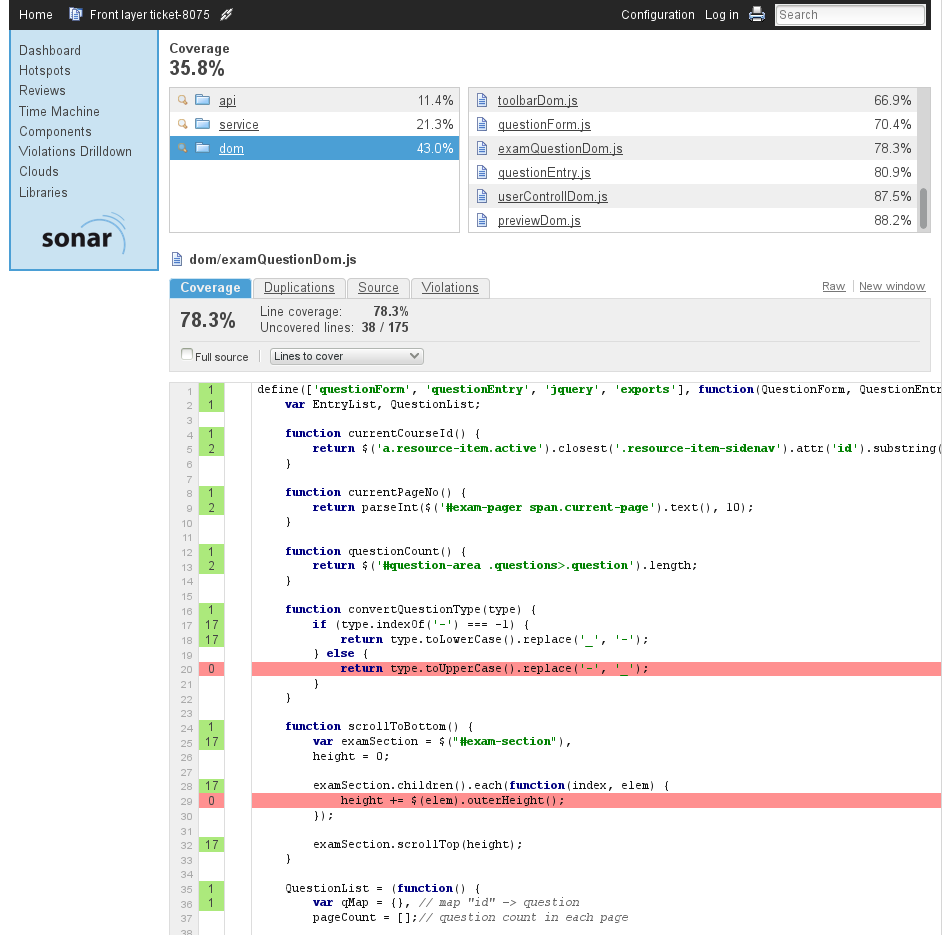 Home Front layer ticket-8075 Configuration Log in Search
Dashboard
Hotspots
Reviews
Time Machine
Components
Violations Drilldown
Clouds
Libraries
sonar
Coverage
35.8%
api 11.4%
service 21.3%
dom 43.0%
toolbarDom.js 66.9%
questionForm.js 70.4%
examQuestionDom.js 78.3%
questionEntry.js 80.9%
userControllDom.js 87.5%
previewDom.js 88.2%
dom/examQuestionDom.js
Coverage Duplications Source Violations Raw New window
78.3%
Line coverage: 78.3%
Uncovered lines: 38 / 175
Full source Lines to cover
1 1 define(['questionForm', 'questionEntry', 'jquery', 'exports'], function(QuestionForm, QuestionEntr
2 1 var EntryList, QuestionList;
3
4 1 function currentCourseId() {
5 2 return $('a.resource-item.active').closest('.resource-item-sidenav').attr('id').substring(
6 }
7
8 1 function currentPageNo() {
9 2 return parseInt($('#exam-pager span.current-page').text(), 10);
10 }
11
12 1 function questionCount() {
13 2 return $('#question-area .questions>.question').length;
14 }
15
16 1 function convertQuestionType(type) {
17 17 if (type.indexOf('-') === -1) {
18 17 return type.toLowerCase().replace('_', '-');
19 } else {
20 0 return type.toUpperCase().replace('-', '_');
21 }
22 }
23
24 1 function scrollToBottom() {
25 17 var examSection = $("#exam-section"),
26 height = 0;
27
28 17 examSection.children().each(function(index, elem) {
29 0 height += $(elem).outerHeight();
30 });
31
32 17 examSection.scrollTop(height);
33 }
34
35 1 QuestionList = (function() {
36 1 var qMap = {}, // map "id" -> question
37 pageCount = [];// question count in each page
38